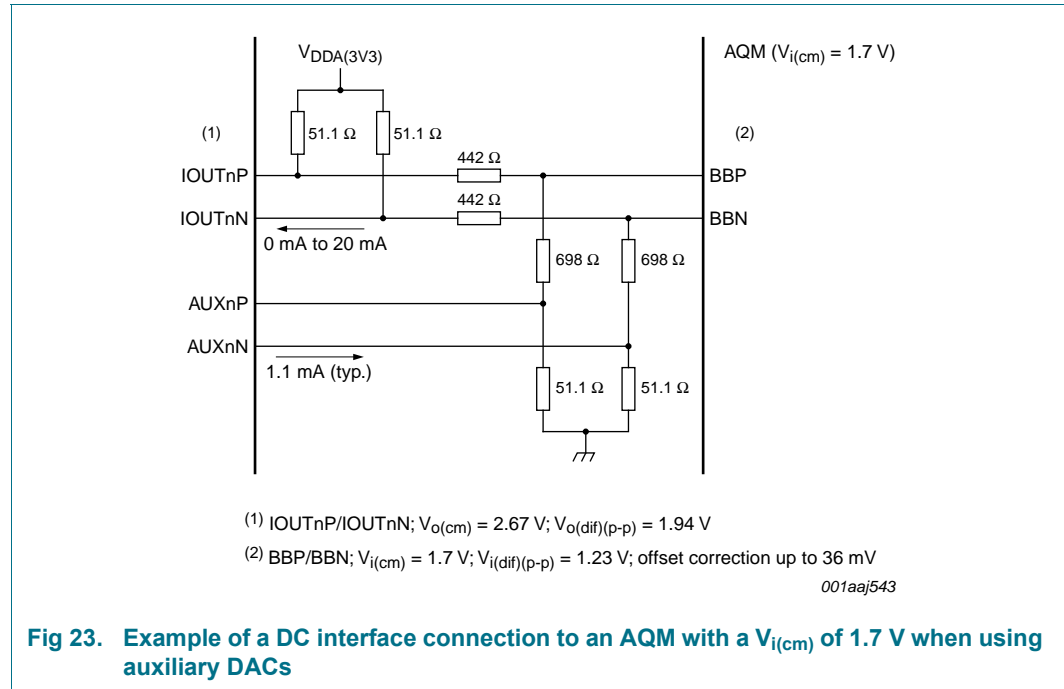 VDDA(3V3)
AQM (Vi(cm) = 1.7 V)
51.1 Ω
51.1 Ω
(1)
(2)
442 Ω
IOUTnP
BBP
442 Ω
IOUTnN
BBN
0 mA to 20 mA
698 Ω
698 Ω
AUXnP
AUXnN
1.1 mA (typ.)
51.1 Ω
51.1 Ω
(1) IOUTnP/IOUTnN; Vo(cm) = 2.67 V; Vo(dif)(p-p) = 1.94 V
(2) BBP/BBN; Vi(cm) = 1.7 V; Vi(dif)(p-p) = 1.23 V; offset correction up to 36 mV
001aaj543
Fig 23. Example of a DC interface connection to an AQM with a Vi(cm) of 1.7 V when using
auxiliary DACs